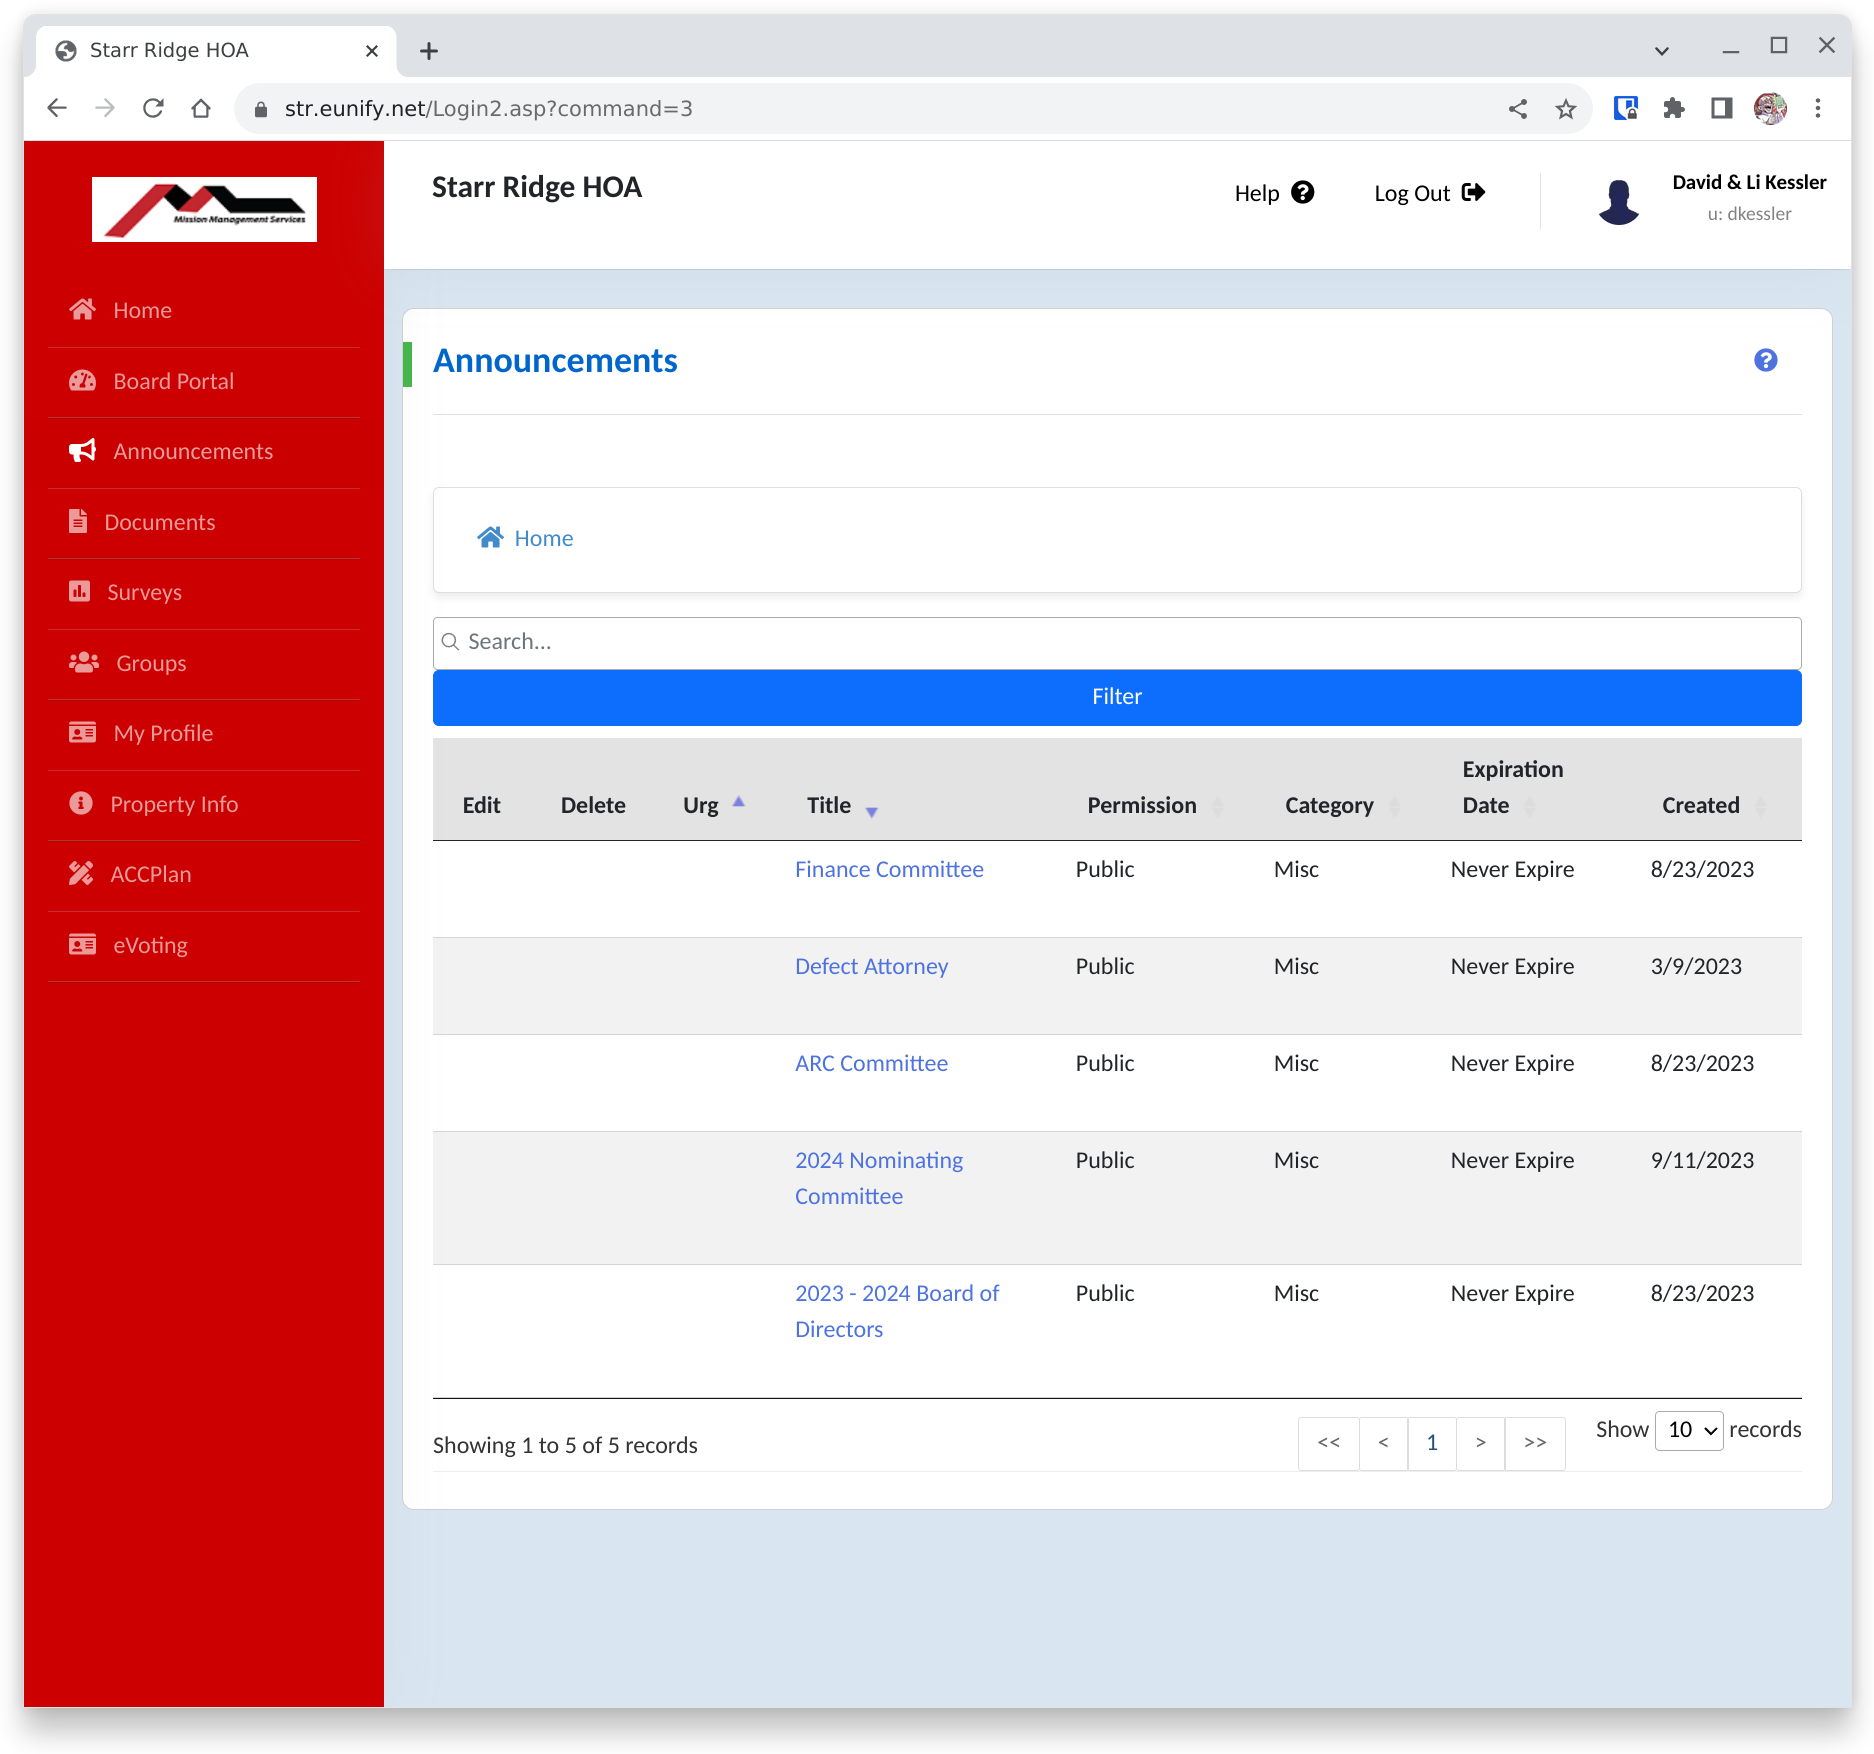 Starr Ridge HOA
str.eunify.net/Login2.asp?command=3
Mission Management Services
Starr Ridge HOA
Help
Log Out
David & Li Kessler
u: dkessler
Home
Board Portal
Announcements
Documents
Surveys
Groups
My Profile
Property Info
ACCPlan
eVoting
Announcements
Home
Search...
Filter
Edit Delete Urg Title Permission Category Expiration Date Created
Finance Committee Public Misc Never Expire 8/23/2023
Defect Attorney Public Misc Never Expire 3/9/2023
ARC Committee Public Misc Never Expire 8/23/2023
2024 Nominating Public Misc Never Expire 9/11/2023
Committee
2023 - 2024 Board of Public Misc Never Expire 8/23/2023
Directors
Showing 1 to 5 of 5 records
<< < 1 > >>
Show 10 records